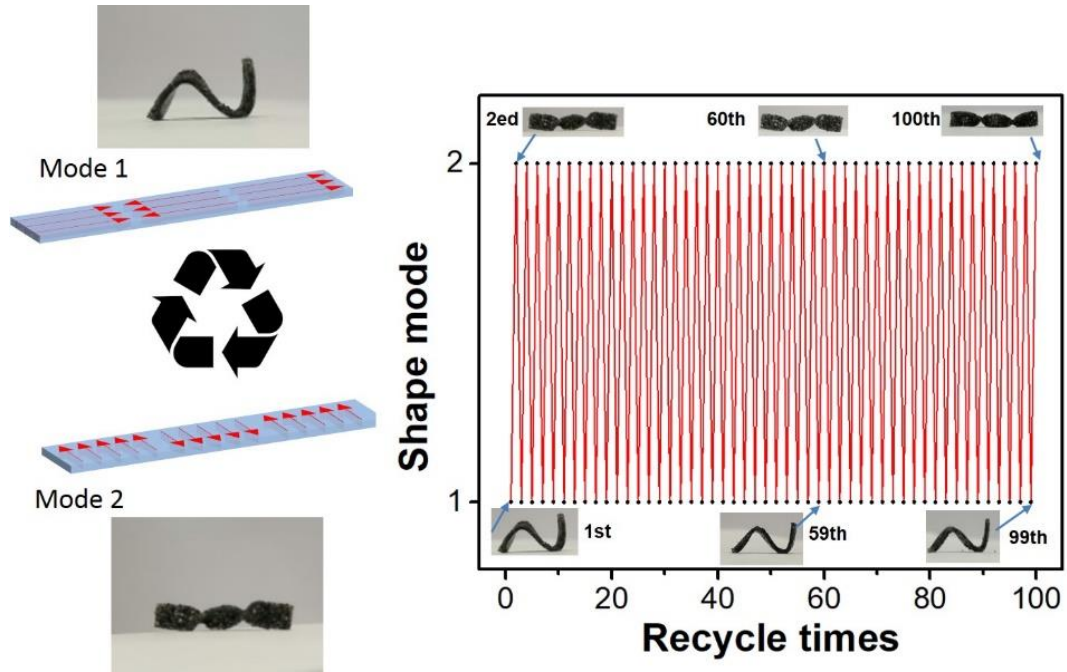 Mode 1
Mode 2
Shape mode
2
1
2ed
60th
100th
1st
59th
99th
0
20
40
60
80
100
Recycle times